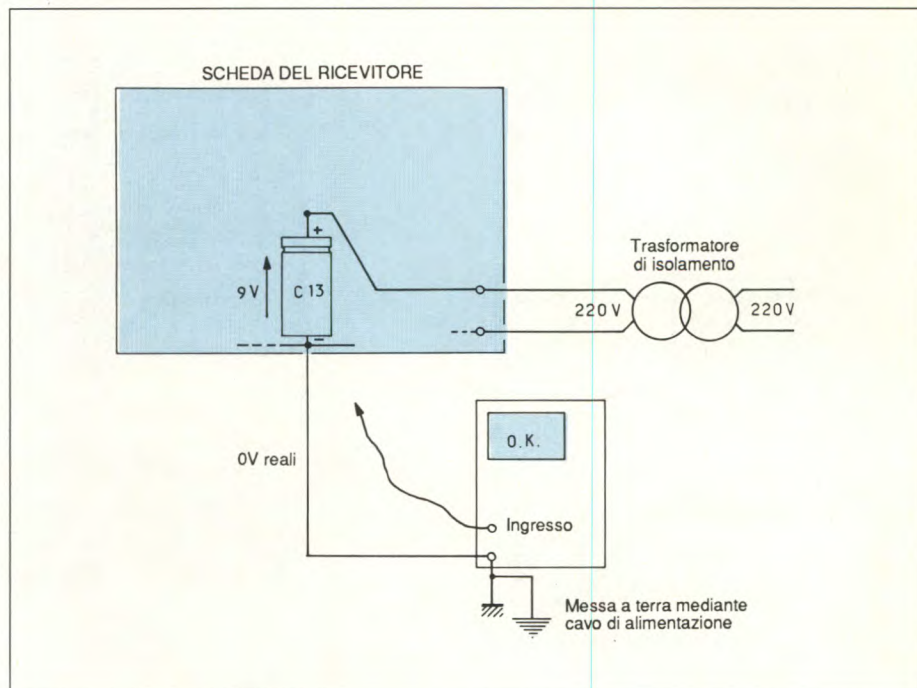 SCHEDA DEL RICEVITORE
+
9 V
C 13
-
Trasformatore
di isolamento
220 V
220 V
0V reali
O.K.
Ingresso
Messa a terra mediante
cavo di alimentazione